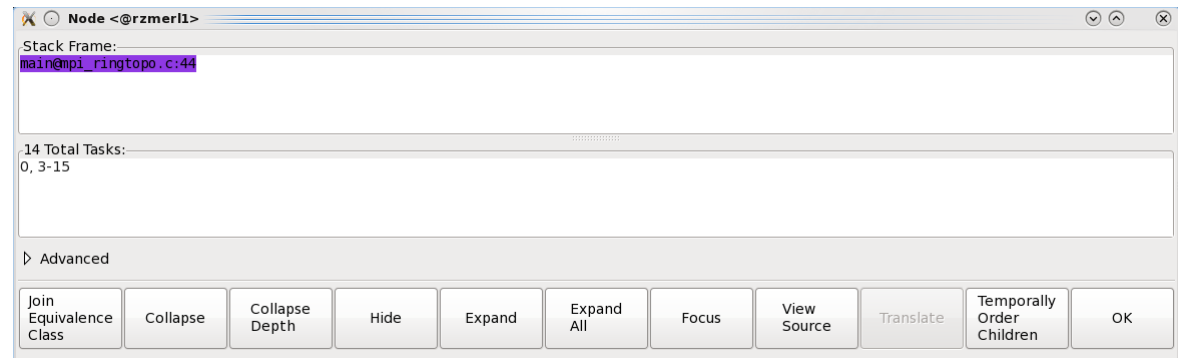 Node <@rzmerl1>
Stack Frame:
main@mpi_ringtopo.c:44
14 Total Tasks:
0, 3-15
Advanced
Join
Equivalence
Class
Collapse
Collapse
Depth
Hide
Expand
Expand
All
Focus
View
Source
Translate
Temporally
Order
Children
OK